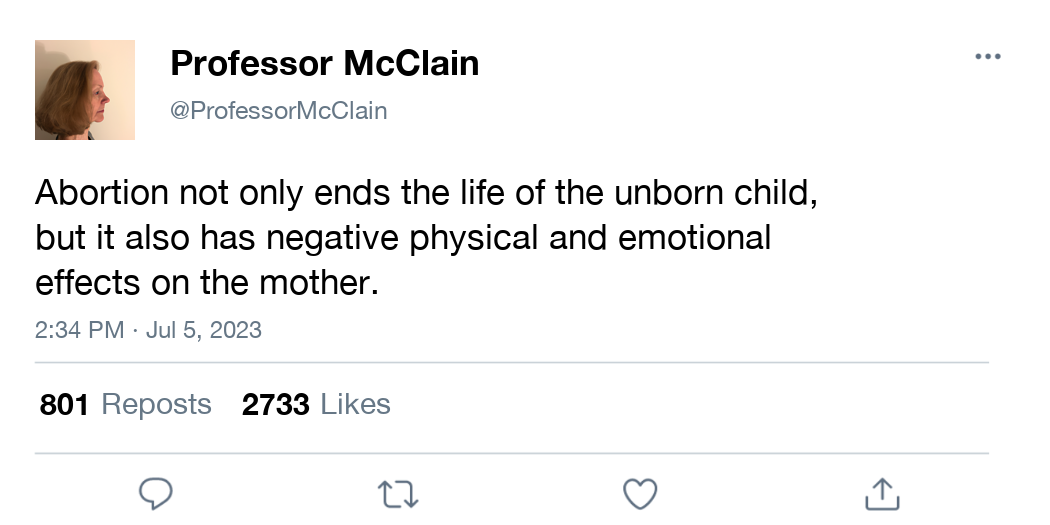 Professor McClain
@ProfessorMcClain
Abortion not only ends the life of the unborn child,
but it also has negative physical and emotional
effects on the mother.
2:34 PM · Jul 5, 2023
801 Reposts 2733 Likes